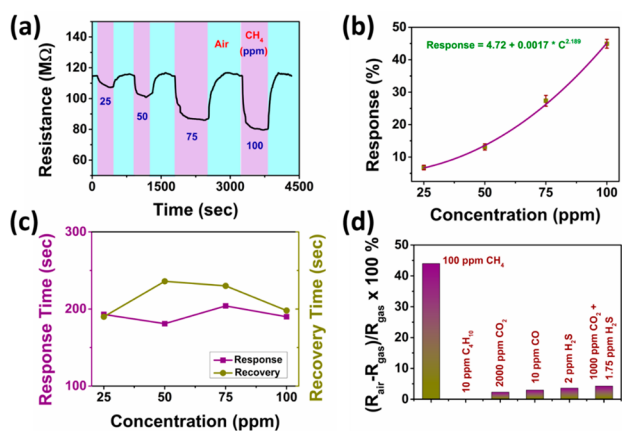 (a)
Resistance (MΩ)
140
120
100
80
60
Air
CH4
(ppm)
25
50
75
100
0
1500
3000
4500
Time (sec)
(b)
Response (%)
50
40
30
20
10
0
Response = 4.72 + 0.0017 * C^2.189
25
50
75
100
Concentration (ppm)
(c)
Response Time (sec)
300
200
100
Response
Recovery
Recovery Time (sec)
25
50
75
100
Concentration (ppm)
(d)
(Rair-Rgas)/Rgas x 100 %
50
40
30
20
10
0
100 ppm CH4
10 ppm C4H10
2000 ppm CO2
10 ppm CO
2 ppm H2S
1000 ppm CO2 +
1.75 ppm H2S